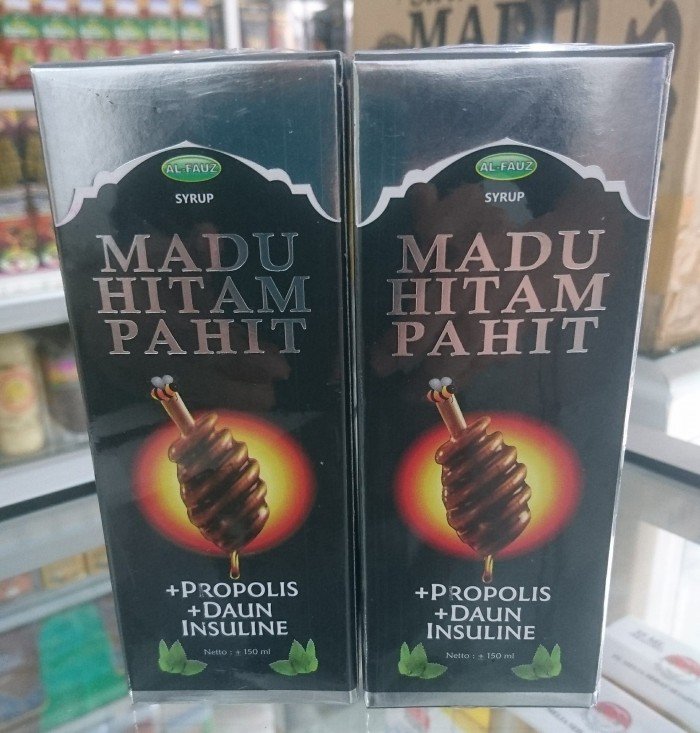 MADU
AL-FAUZ
SYRUP
MADU
HITAM
PAHIT
+PROPOLIS
+DAUN
INSULINE
Netto : ± 150 ml
AL-FAUZ
SYRUP
MADU
HITAM
PAHIT
+PROPOLIS
+DAUN
INSULINE
Netto : ± 150 ml